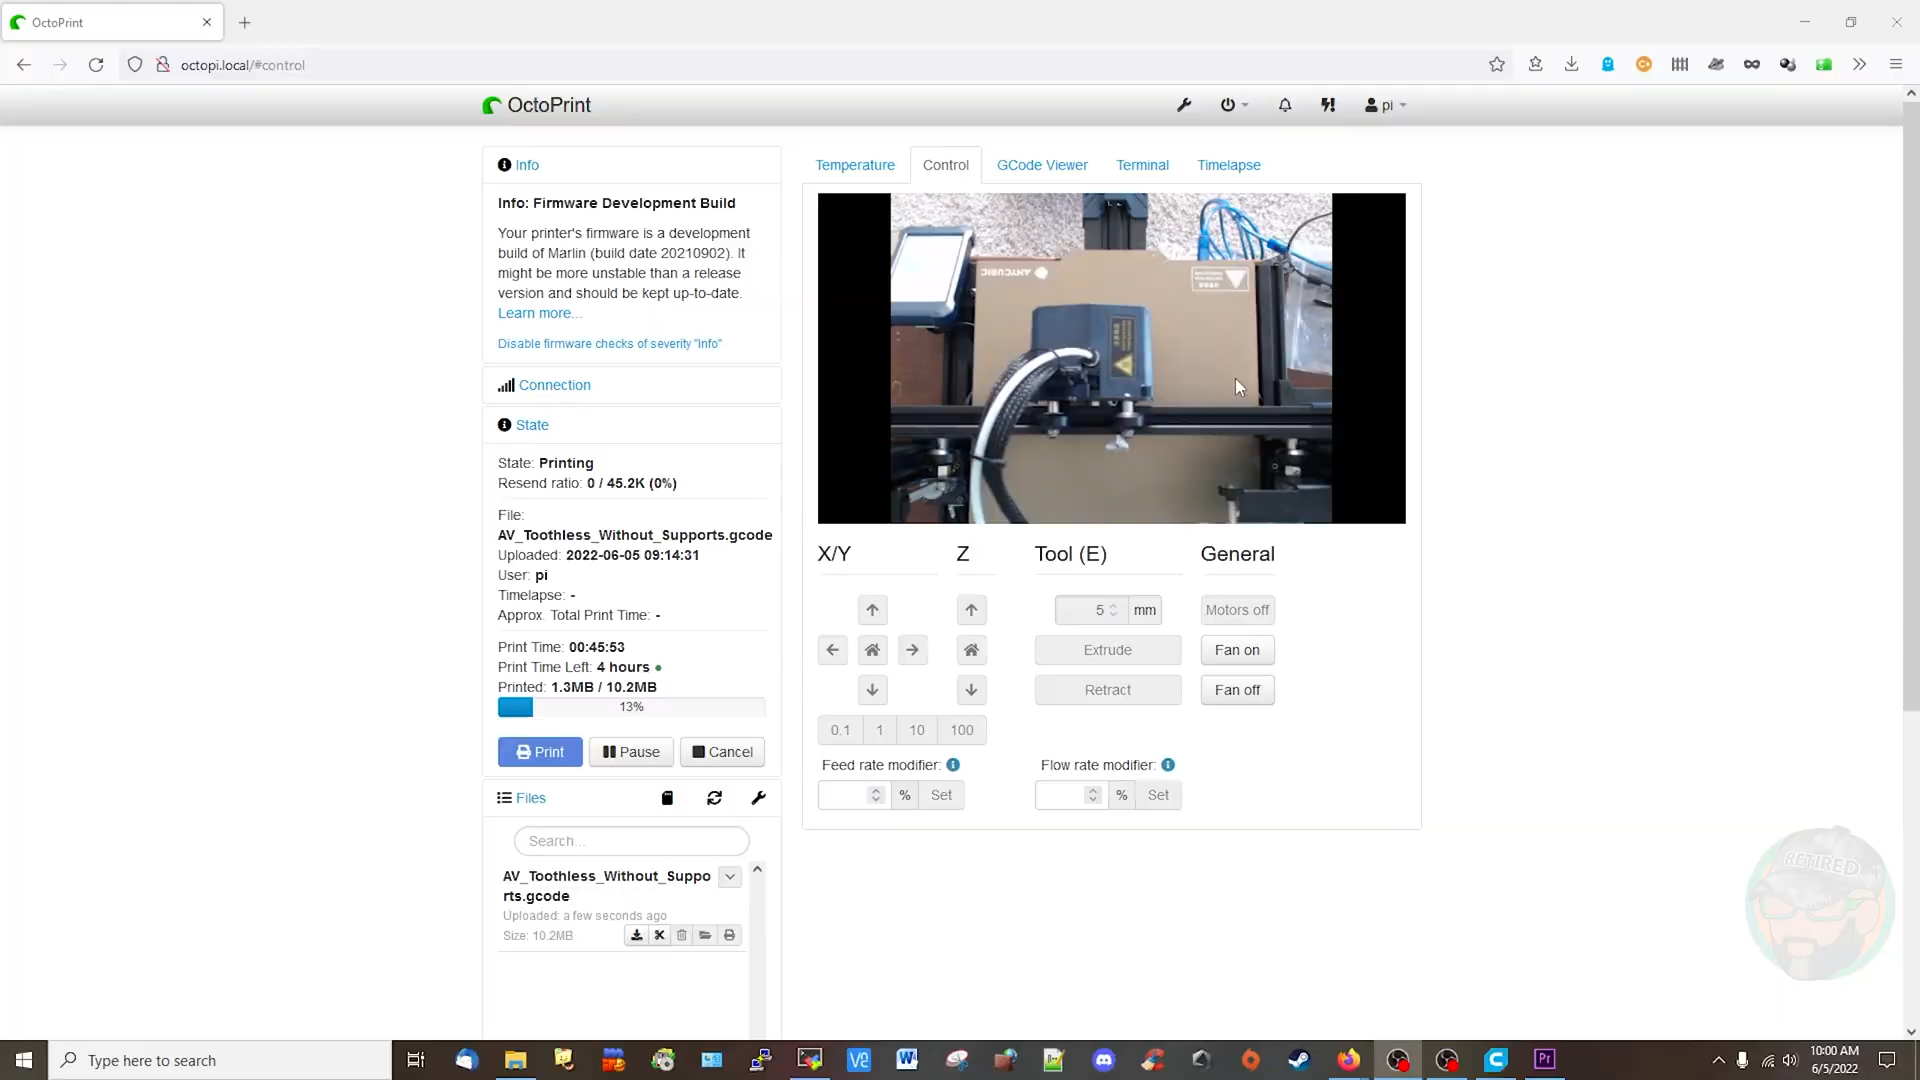 OctoPrint
octopi.local/#control
OctoPrint
pi
Info
Info: Firmware Development Build
Your printer's firmware is a development
build of Marlin (build date 20210902). It
might be more unstable than a release
version and should be kept up-to-date.
Learn more...
Disable firmware checks of severity "Info"
Connection
State
State: Printing
Resend ratio: 0 / 45.2K (0%)
File:
AV_Toothless_Without_Supports.gcode
Uploaded: 2022-06-05 09:14:31
User: pi
Timelapse: -
Approx. Total Print Time: -
Print Time: 00:45:53
Print Time Left: 4 hours
Printed: 1.3MB / 10.2MB
13%
Print
Pause
Cancel
Files
Search...
AV_Toothless_Without_Suppo
rts.gcode
Uploaded: a few seconds ago
Size: 10.2MB
Temperature
Control
GCode Viewer
Terminal
Timelapse
ANYCUBIC
X/Y
Z
Tool (E)
General
5 mm
Motors off
Extrude
Fan on
Retract
Fan off
0.1 1 10 100
Feed rate modifier:
Flow rate modifier:
% Set
% Set
RETIRED
Type here to search
10:00 AM
6/5/2022